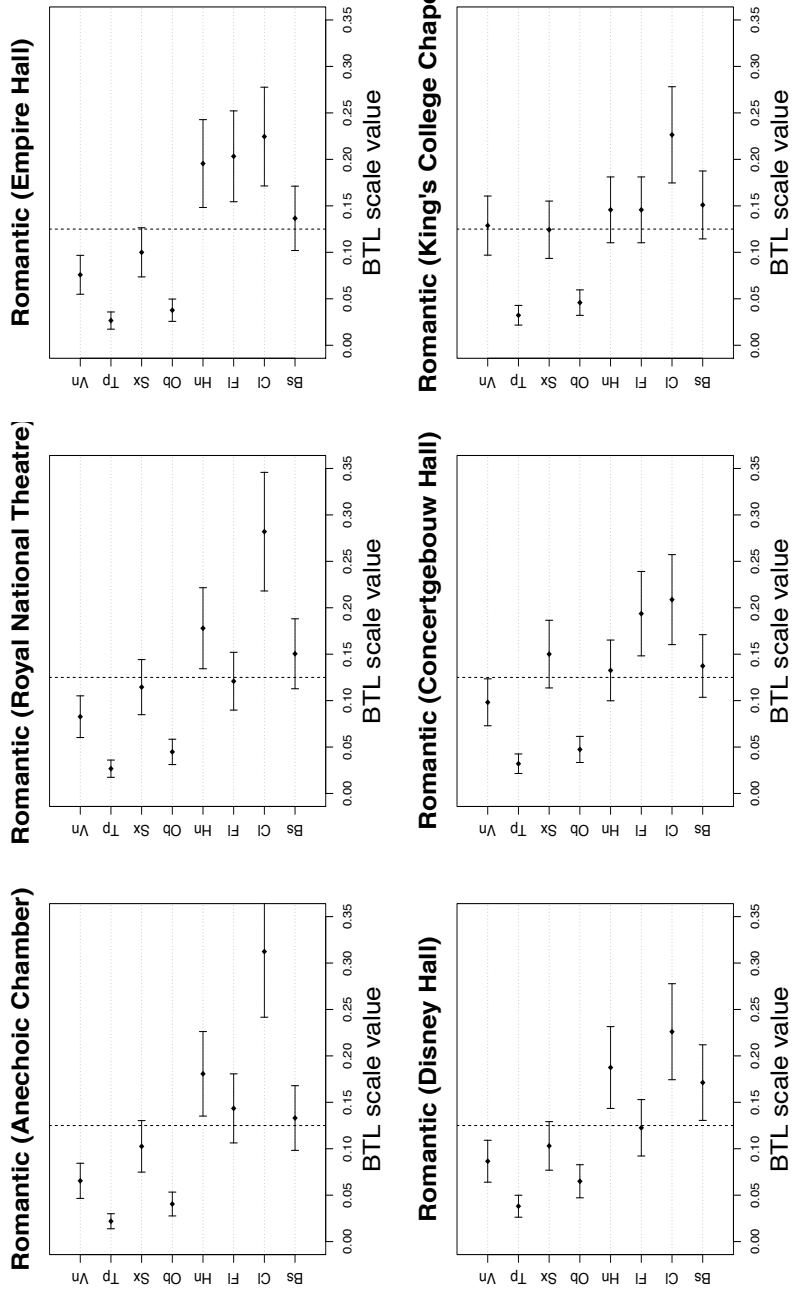 Romantic (Anechoic Chamber)
Vn
Tp
Sx
Ob
Hn
Fl
Cl
Bs
0.00 0.05 0.10 0.15 0.20 0.25 0.30 0.35
BTL scale value
Romantic (Royal National Theatre)
Vn
Tp
Sx
Ob
Hn
Fl
Cl
Bs
0.00 0.05 0.10 0.15 0.20 0.25 0.30 0.35
BTL scale value
Romantic (Empire Hall)
Vn
Tp
Sx
Ob
Hn
Fl
Cl
Bs
0.00 0.05 0.10 0.15 0.20 0.25 0.30 0.35
BTL scale value
Romantic (Disney Hall)
Vn
Tp
Sx
Ob
Hn
Fl
Cl
Bs
0.00 0.05 0.10 0.15 0.20 0.25 0.30 0.35
BTL scale value
Romantic (Concertgebouw Hall)
Vn
Tp
Sx
Ob
Hn
Fl
Cl
Bs
0.00 0.05 0.10 0.15 0.20 0.25 0.30 0.35
BTL scale value
Romantic (King's College Chape
Vn
Tp
Sx
Ob
Hn
Fl
Cl
Bs
0.00 0.05 0.10 0.15 0.20 0.25 0.30 0.35
BTL scale value